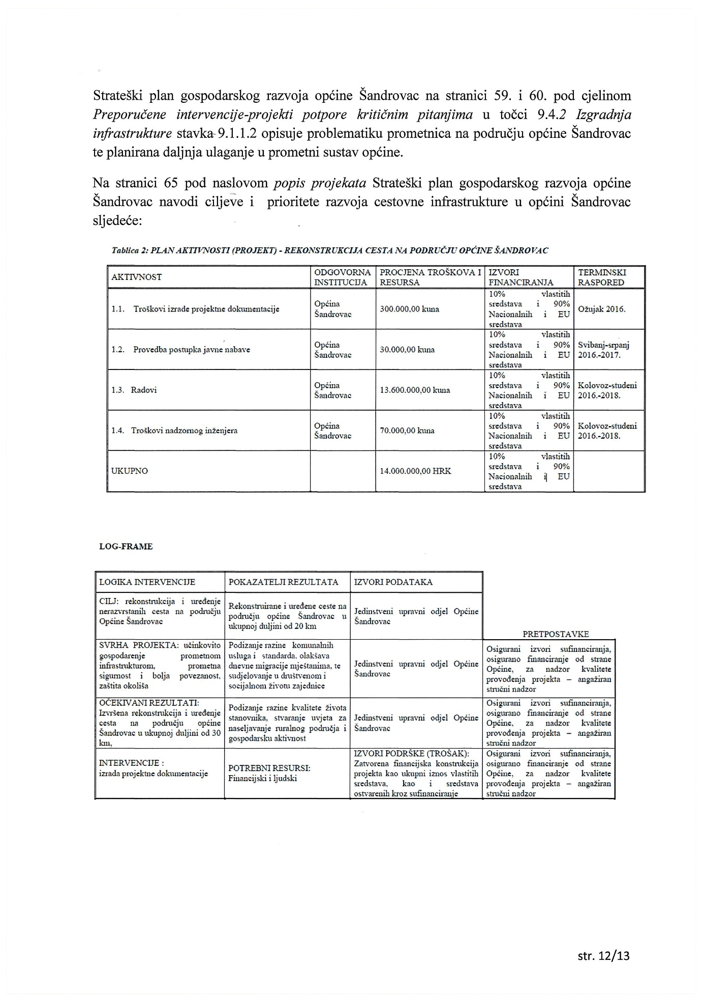 Strateški plan gospodarskog razvoja općine Šandrovac na stranici 59. i 60. pod cjelinom
Preporučene intervencije-projekti potpore kritičnim pitanjima u točci 9.4.2 Izgradnja
infrastrukture stavka 9.1.1.2 opisuje problematiku prometnica na području općine Šandrovac
te planirana daljnja ulaganje u prometni sustav općine.
Na stranici 65 pod naslovom popis projekata Strateški plan gospodarskog razvoja općine
Šandrovac navodi ciljeve i prioritete razvoja cestovne infrastrukture u općini Šandrovac
sljedeće:
Tablica 2: PLAN AKTIVNOSTI (PROJEKT) - REKONSTRUKCIJA CESTA NA PODRUČJU OPĆINE ŠANDROVAC
AKTIVNOST
ODGOVORNA
INSTITUCIJA
PROCJENA TROŠKOVA I
RESURSA
IZVORI
FINANCIRANJA
TERMINSKI
RASPORED
1.1. Troškovi izrade projektne dokumentacije
Općina
Šandrovac
300.000,00 kuna
10% vlastitih
sredstava i 90%
Nacionalnih i EU
sredstava
Ožujak 2016.
1.2. Provedba postupka javne nabave
Općina
Šandrovac
30.000,00 kuna
10% vlastitih
sredstava i 90%
Nacionalnih i EU
sredstava
Svibanj-srpanj
2016.-2017.
1.3. Radovi
Općina
Šandrovac
13.600.000,00 kuna
10% vlastitih
sredstava i 90%
Nacionalnih i EU
sredstava
Kolovoz-studeni
2016.-2018.
1.4. Troškovi nadzornog inženjera
Općina
Šandrovac
70.000,00 kuna
10% vlastitih
sredstava i 90%
Nacionalnih i EU
sredstava
Kolovoz-studeni
2016.-2018.
UKUPNO
14.000.000,00 HRK
10% vlastitih
sredstava i 90%
Nacionalnih i EU
sredstava
LOG-FRAME
LOGIKA INTERVENCIJE
POKAZATELJI REZULTATA
IZVORI PODATAKA
CILJ: rekonstrukcija i uređenje
nerazvrstanih cesta na području
Općine Šandrovac
Rekonstruirane i uređene ceste na
području općine Šandrovac u
ukupnoj duljini od 20 km
Jedinstveni upravni odjel Općine
Šandrovac
PRETPOSTAVKE
SVRHA PROJEKTA: učinkovito
gospodarenje prometnom
infrastrukturom, prometna
sigurnost i bolja povezanost,
zaštita okoliša
Podizanje razine komunalnih
usluga i standarda, olakšava
dnevne migracije mještanima, te
sudjelovanje u društvenom i
socijalnom životu zajednice
Jedinstveni upravni odjel Općine
Šandrovac
Osigurani izvori sufinanciranja,
osigurano financiranje od strane
Općine, za nadzor kvalitete
provođenja projekta – angažiran
stručni nadzor
OČEKIVANI REZULTATI:
Izvršena rekonstrukcija i uređenje
cesta na području općine
Šandrovac u ukupnoj duljini od 30
km,
Podizanje razine kvalitete života
stanovnika, stvaranje uvjeta za
naseljavanje ruralnog područja i
gospodarsku aktivnost
Jedinstveni upravni odjel Općine
Šandrovac
Osigurani izvori sufinanciranja,
osigurano financiranje od strane
Općine, za nadzor kvalitete
provođenja projekta – angažiran
stručni nadzor
INTERVENCIJE :
izrada projektne dokumentacije
POTREBNI RESURSI:
Financijski i ljudski
IZVORI PODRŠKE (TROŠAK):
Zatvorena financijska konstrukcija
projekta kao ukupni iznos vlastitih
sredstava, kao i sredstava
ostvarenih kroz sufinanciranje
Osigurani izvori sufinanciranja,
osigurano financiranje od strane
Općine, za nadzor kvalitete
provođenja projekta – angažiran
stručni nadzor
str. 12/13